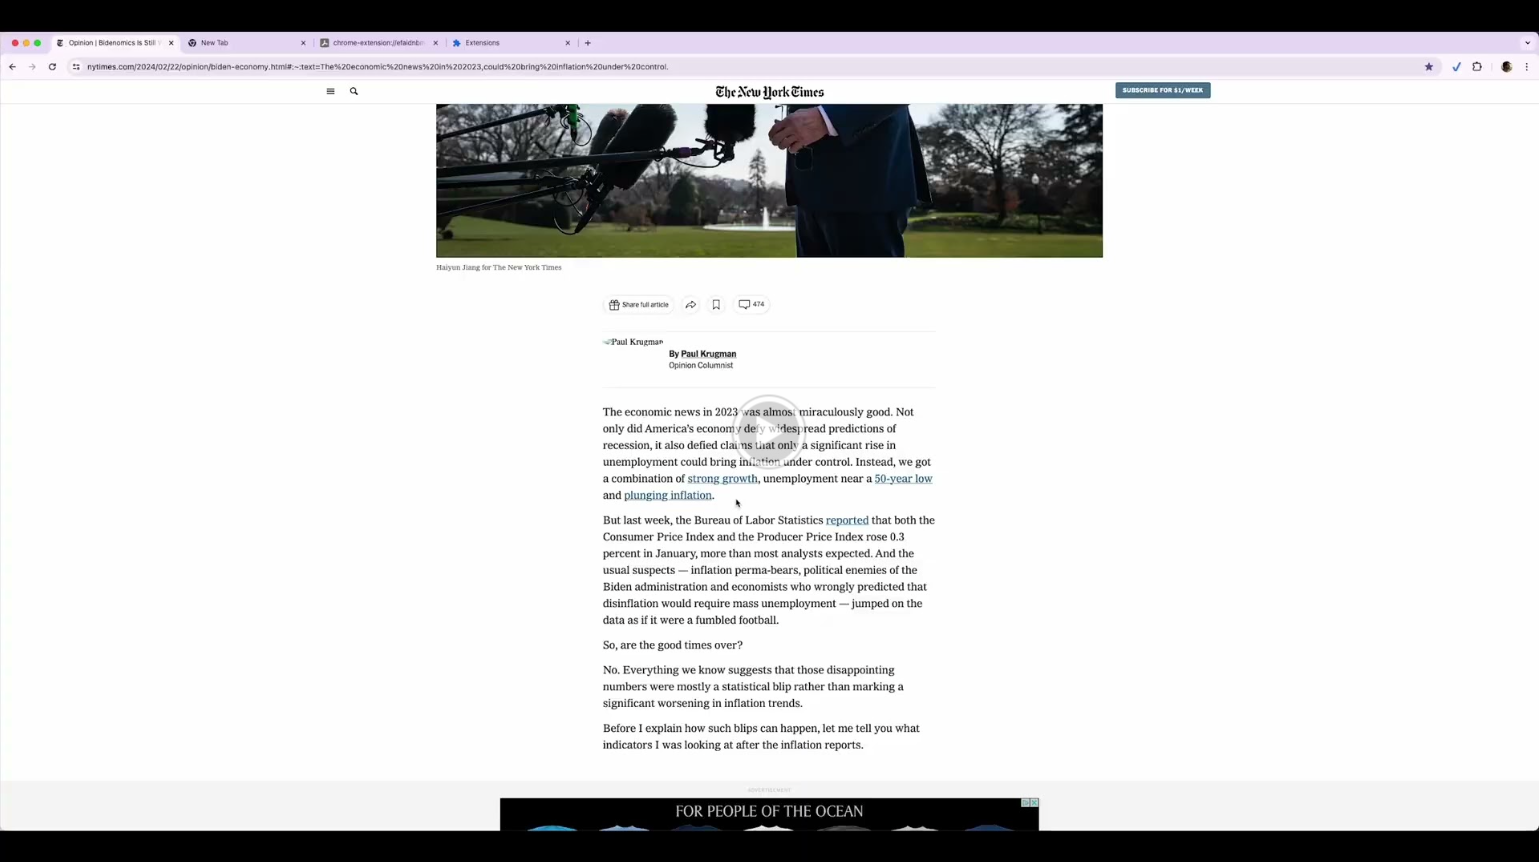 Opinion | Bidenomics Is Still
New Tab
chrome-extension://efaidnb
Extensions
nytimes.com/2024/02/22/opinion/biden-economy.html#:~:text=The%20economic%20news%20in%202023,could%20bring%20inflation%20under%20control.
The New York Times
SUBSCRIBE FOR $1/WEEK
Haiyun Jiang for The New York Times
Share full article
474
Paul Krugman
By Paul Krugman
Opinion Columnist
The economic news in 2023 was almost miraculously good. Not
only did America's economy defy widespread predictions of
recession, it also defied claims that only a significant rise in
unemployment could bring inflation under control. Instead, we got
a combination of strong growth, unemployment near a 50-year low
and plunging inflation.
But last week, the Bureau of Labor Statistics reported that both the
Consumer Price Index and the Producer Price Index rose 0.3
percent in January, more than most analysts expected. And the
usual suspects — inflation perma-bears, political enemies of the
Biden administration and economists who wrongly predicted that
disinflation would require mass unemployment — jumped on the
data as if it were a fumbled football.
So, are the good times over?
No. Everything we know suggests that those disappointing
numbers were mostly a statistical blip rather than marking a
significant worsening in inflation trends.
Before I explain how such blips can happen, let me tell you what
indicators I was looking at after the inflation reports.
ADVERTISEMENT
FOR PEOPLE OF THE OCEAN